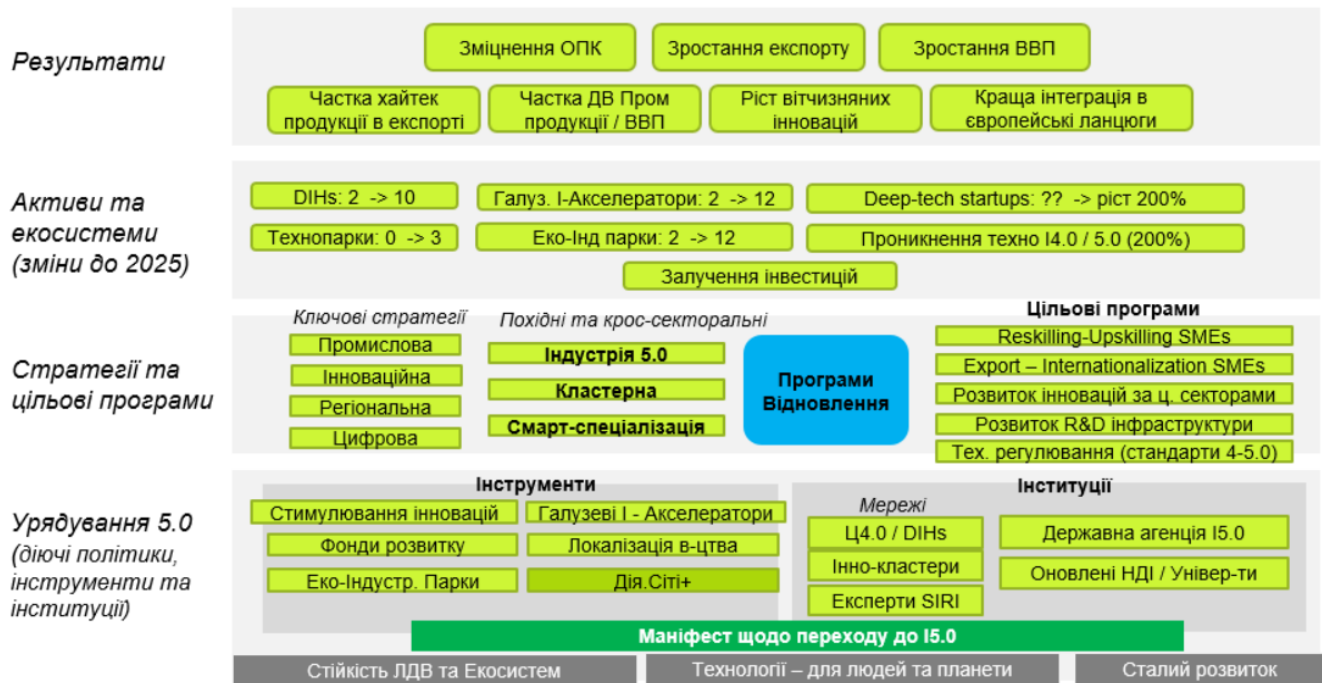 Результати
Зміцнення ОПК
Зростання експорту
Зростання ВВП
Частка хайтек
продукції в експорті
Частка ДВ Пром
продукції / ВВП
Ріст вітчизняних
інновацій
Краща інтеграція в
європейські ланцюги
Активи та
екосистеми
(зміни до 2025)
DIHs: 2 -> 10
Галуз. І-Акселератори: 2 -> 12
Deep-tech startups: ?? -> ріст 200%
Технопарки: 0 -> 3
Еко-Інд парки: 2 -> 12
Проникнення техно І4.0 / 5.0 (200%)
Залучення інвестицій
Стратегії та
цільові програми
Ключові стратегії
Промислова
Інноваційна
Регіональна
Цифрова
Похідні та крос-секторальні
Індустрія 5.0
Кластерна
Смарт-спеціалізація
Програми
Відновлення
Цільові програми
Reskilling-Upskilling SMEs
Export – Internationalization SMEs
Розвиток інновацій за ц. секторами
Розвиток R&D інфраструктури
Тех. регулювання (стандарти 4-5.0)
Урядування 5.0
(діючі політики,
інструменти та
інституції)
Інструменти
Стимулювання інновацій
Галузеві І - Акселератори
Фонди розвитку
Локалізація в-цтва
Еко-Індустр. Парки
Дія.Сіті+
Інституції
Мережі
Ц4.0 / DIHs
Інно-кластери
Експерти SIRI
Державна агенція І5.0
Оновлені НДІ / Універ-ти
Маніфест щодо переходу до І5.0
Стійкість ЛДВ та Екосистем
Технології – для людей та планети
Сталий розвиток